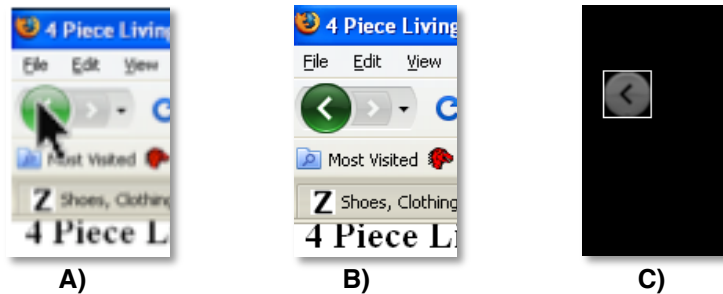 4 Piece Living
File Edit View
Most Visited
Z Shoes, Clothing
4 Piece L
A)
4 Piece Living
File Edit View
Most Visited
Z Shoes, Clothing
4 Piece Li
B)
C)